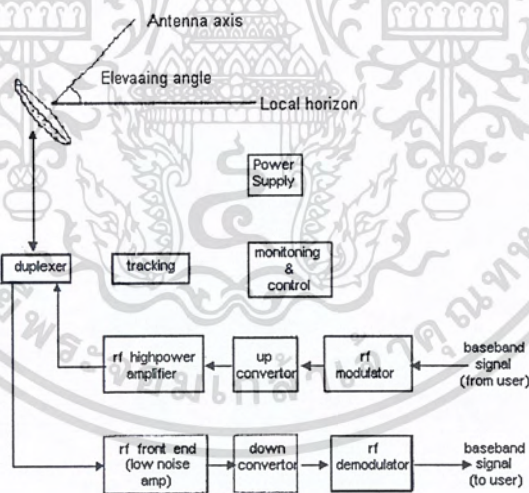 Antenna axis
Elevaaing angle
Local horizon
Power
Supply
duplexer
tracking
monitoning
&
control
rf highpower
amplifier
up
convertor
rf
modulator
baseband
signal
(from user)
rf front end
(low noise
amp)
down
convertor
rf
demodulator
baseband
signal
(to user)